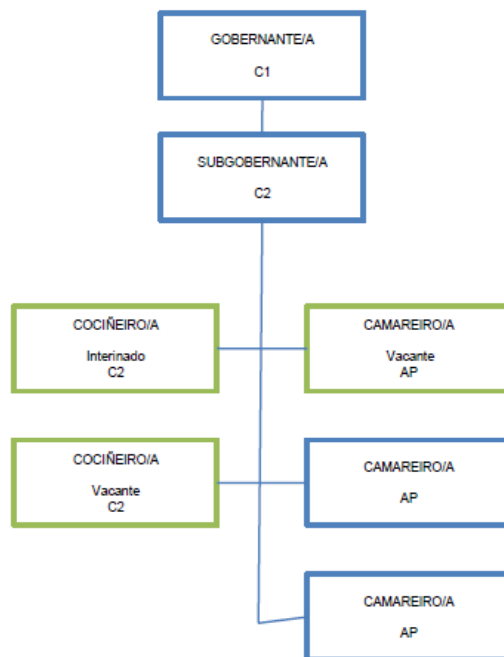 GOBERNANTE/A
C1
SUBGOBERNANTE/A
C2
COCIÑEIRO/A
Interinado
C2
CAMAREIRO/A
Vacante
AP
COCIÑEIRO/A
Vacante
C2
CAMAREIRO/A
AP
CAMAREIRO/A
AP